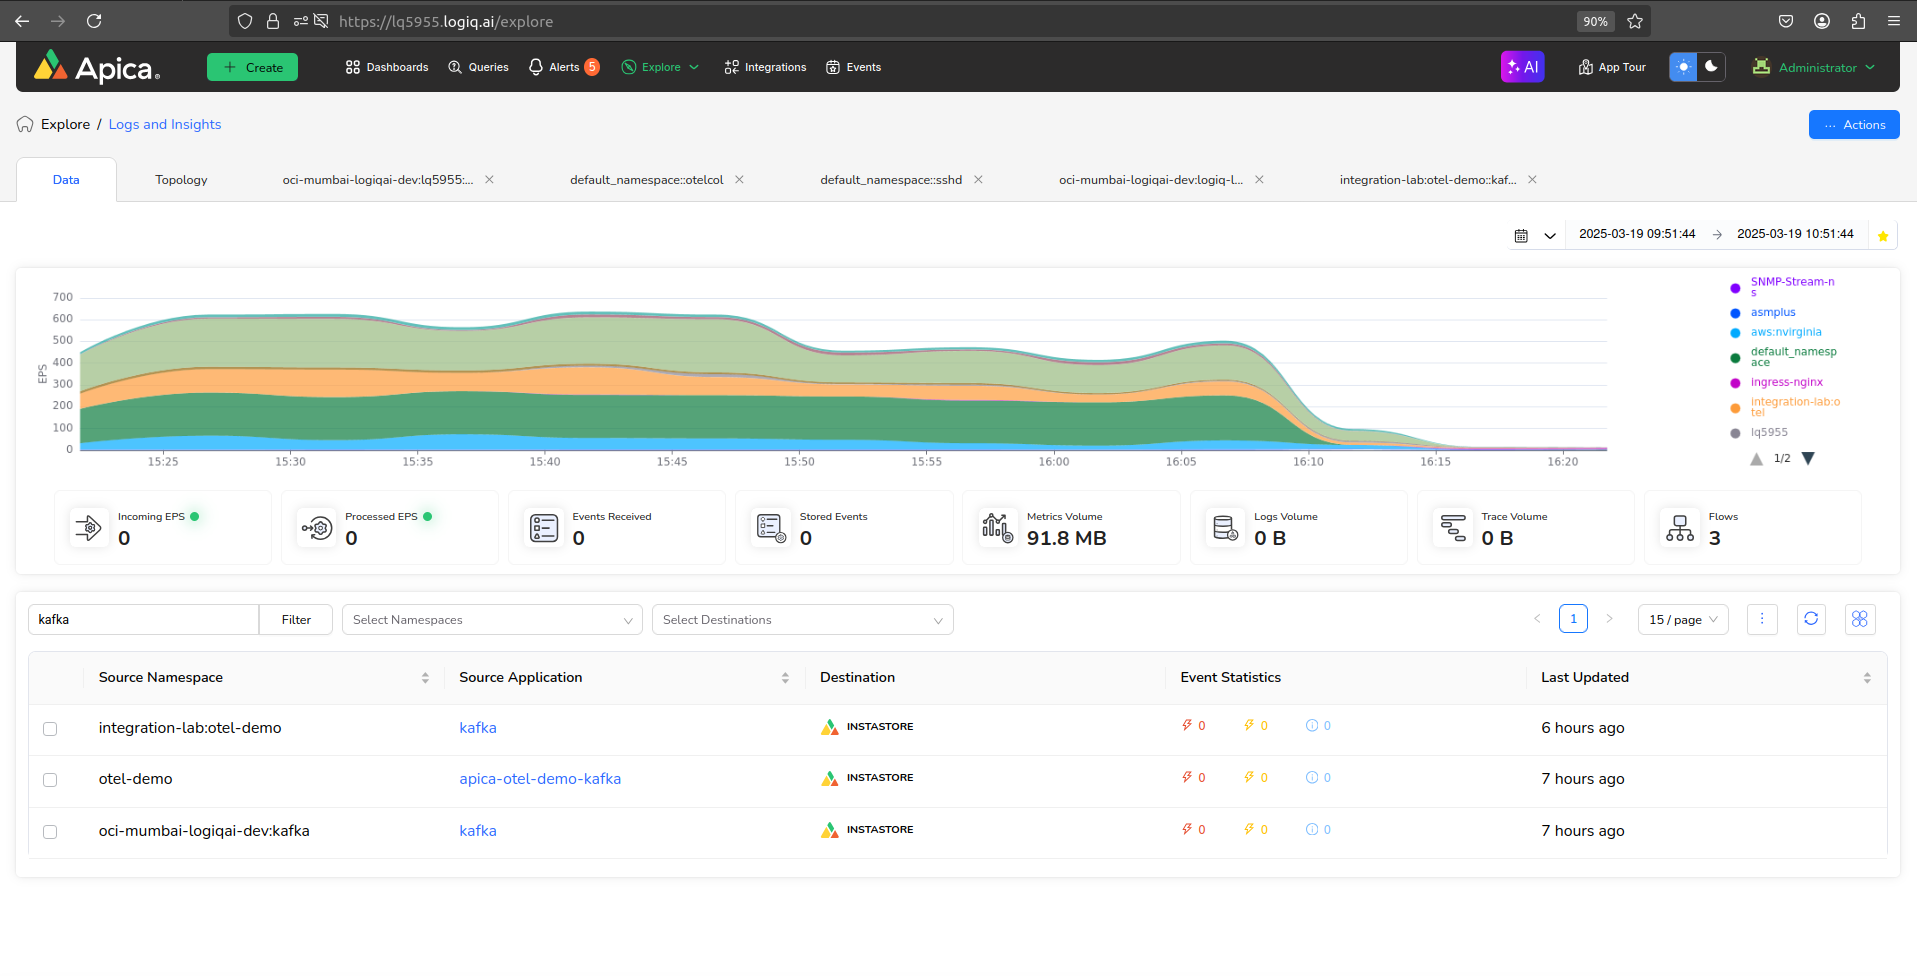 https://lq5955.logiq.ai/explore
90%
Apica.
+ Create
Dashboards
Queries
Alerts 5
Explore
Integrations
Events
AI
App Tour
Administrator
Explore / Logs and Insights
··· Actions
Data
Topology
oci-mumbai-logiqai-dev:lq5955:...
default_namespace::otelcol
default_namespace::sshd
oci-mumbai-logiqai-dev:logiq-l...
integration-lab:otel-demo::kaf...
2025-03-19 09:51:44 → 2025-03-19 10:51:44
EPS
700
600
500
400
300
200
100
0
15:25 15:30 15:35 15:40 15:45 15:50 15:55 16:00 16:05 16:10 16:15 16:20
SNMP-Stream-n
s
asmplus
aws:nvirginia
default_namesp
ace
ingress-nginx
integration-lab:o
tel
lq5955
1/2
Incoming EPS
0
Processed EPS
0
Events Received
0
Stored Events
0
Metrics Volume
91.8 MB
Logs Volume
0 B
Trace Volume
0 B
Flows
3
kafka
Filter
Select Namespaces
Select Destinations
< 1 >
15 / page
Source Namespace Source Application Destination Event Statistics Last Updated
integration-lab:otel-demo kafka INSTASTORE 0 0 0 6 hours ago
otel-demo apica-otel-demo-kafka INSTASTORE 0 0 0 7 hours ago
oci-mumbai-logiqai-dev:kafka kafka INSTASTORE 0 0 0 7 hours ago